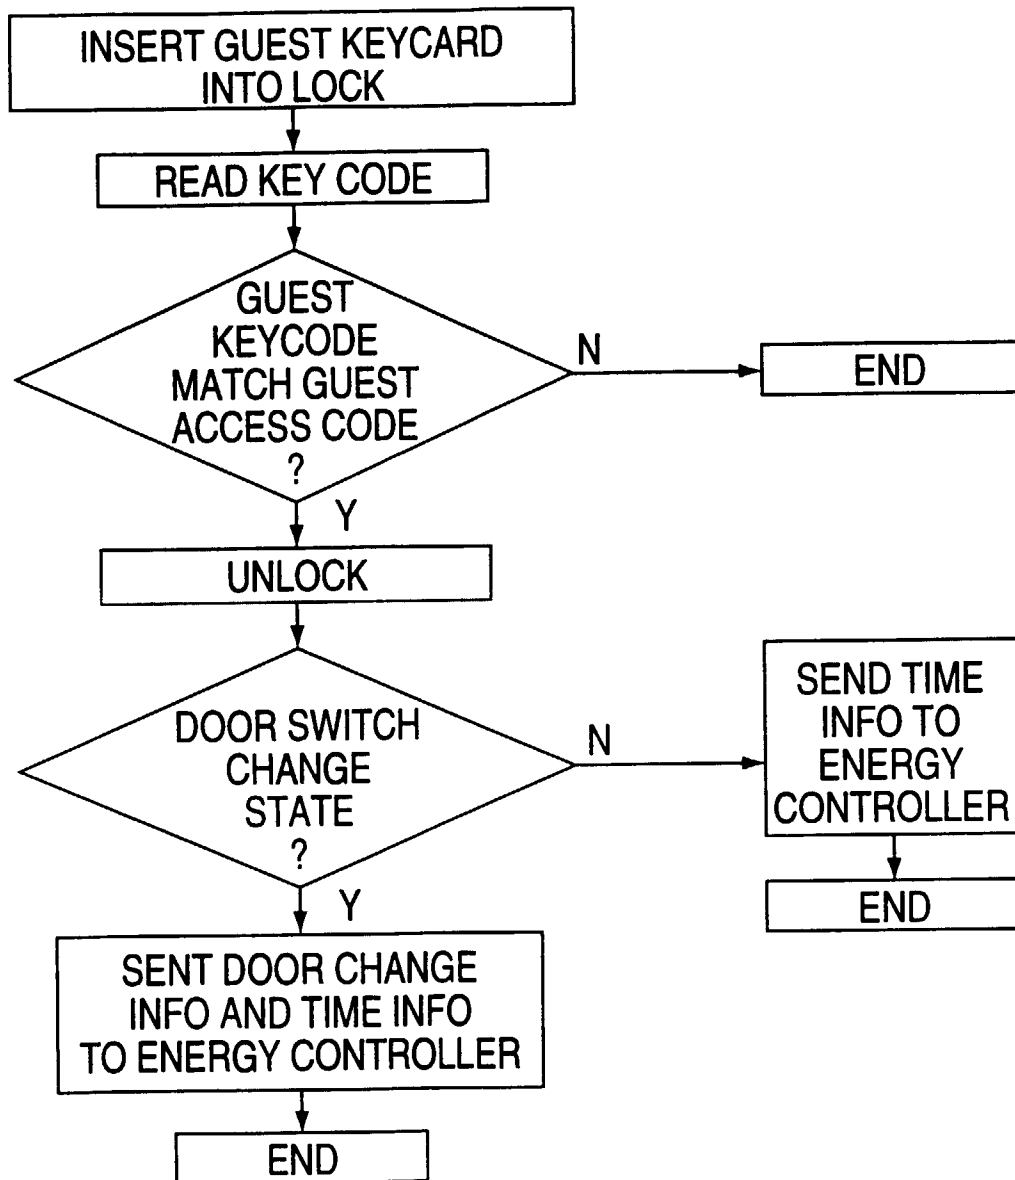 INSERT GUEST KEYCARD
INTO LOCK
READ KEY CODE
GUEST
KEYCODE
MATCH GUEST
ACCESS CODE
?
N
END
Y
UNLOCK
DOOR SWITCH
CHANGE
STATE
?
N
SEND TIME
INFO TO
ENERGY
CONTROLLER
END
Y
SENT DOOR CHANGE
INFO AND TIME INFO
TO ENERGY CONTROLLER
END